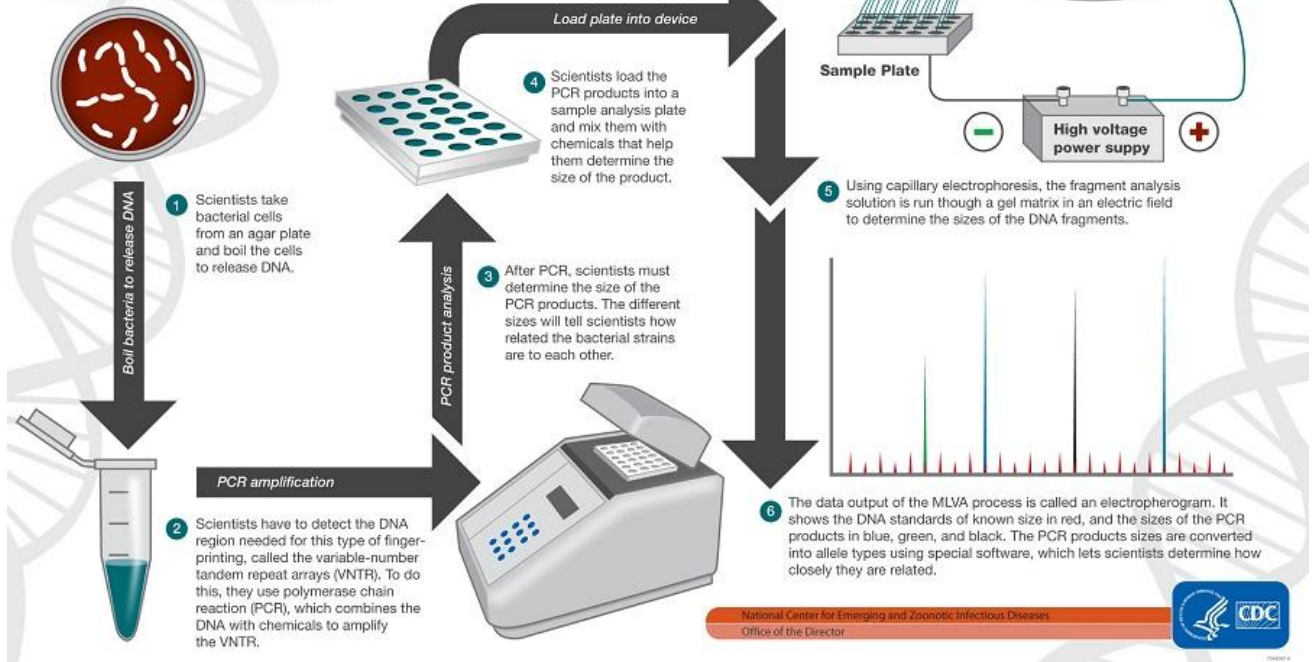 Load plate into device
Sample Plate
High voltage
power suppy
4
Scientists load the
PCR products into a
sample analysis plate
and mix them with
chemicals that help
them determine the
size of the product.
Boil bacteria to release DNA
1
Scientists take
bacterial cells
from an agar plate
and boil the cells
to release DNA.
5
Using capillary electrophoresis, the fragment analysis
solution is run though a gel matrix in an electric field
to determine the sizes of the DNA fragments.
PCR product analysis
3
After PCR, scientists must
determine the size of the
PCR products. The different
sizes will tell scientists how
related the bacterial strains
are to each other.
PCR amplification
2
Scientists have to detect the DNA
region needed for this type of finger-
printing, called the variable-number
tandem repeat arrays (VNTR). To do
this, they use polymerase chain
reaction (PCR), which combines the
DNA with chemicals to amplify
the VNTR.
6
The data output of the MLVA process is called an electropherogram. It
shows the DNA standards of known size in red, and the sizes of the PCR
products in blue, green, and black. The PCR products sizes are converted
into allele types using special software, which lets scientists determine how
closely they are related.
National Center for Emerging and Zoonotic Infectious Diseases
Office of the Director
CDC